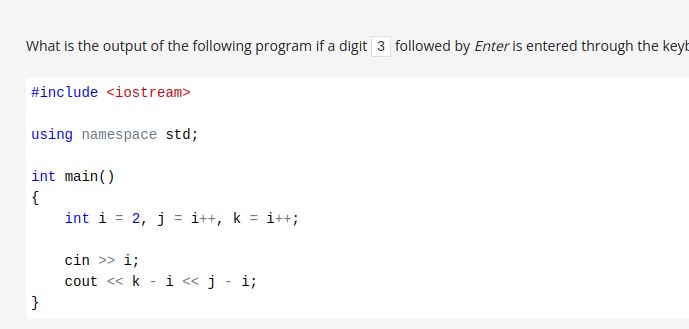 What is the output of the following program if a digit 3 followed by Enter is entered through the keyb
#include <iostream>
using namespace std;
int main()
{
int i = 2, j = i++, k = i++;
cin >> i;
cout << k - i << j - i;
}